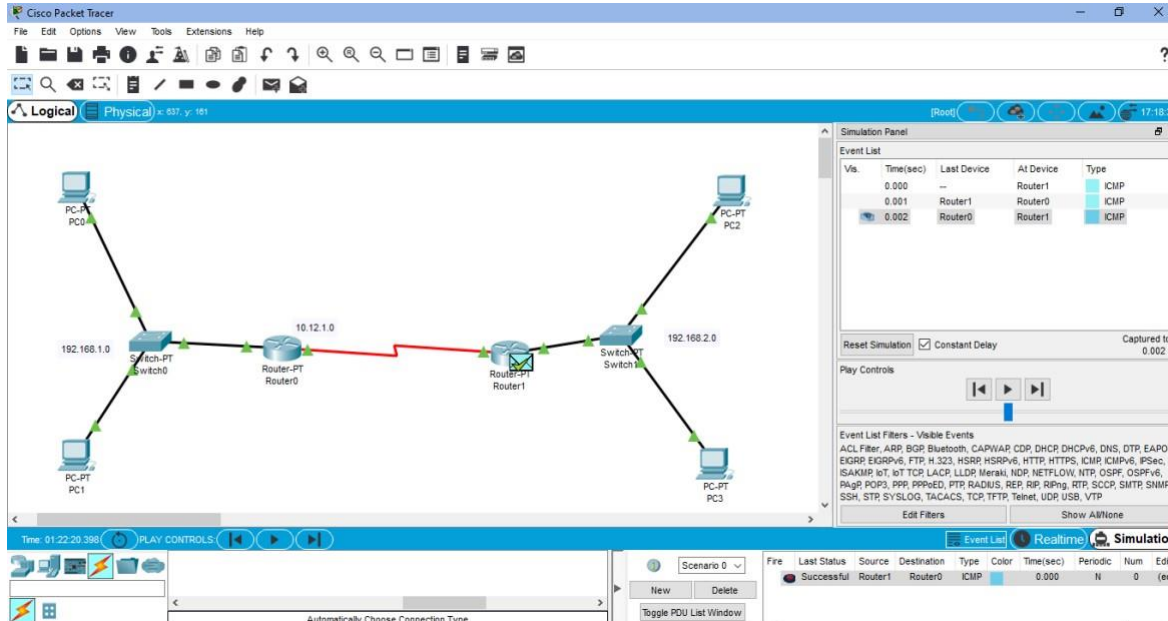 Cisco Packet Tracer
File Edit Options View Tools Extensions Help
Logical Physical x: 637, y: 161 [Root] 17:18:
Simulation Panel
Event List
Vis. Time(sec) Last Device At Device Type
0.000 -- Router1 ICMP
0.001 Router1 Router0 ICMP
0.002 Router0 Router1 ICMP
PC-PT
PC0
PC-PT
PC2
10.12.1.0
192.168.1.0
192.168.2.0
Switch-PT
Switch0
Router-PT
Router0
Router-PT
Router1
Switch-PT
Switch1
PC-PT
PC1
PC-PT
PC3
Reset Simulation Constant Delay Captured to
0.002
Play Controls
Event List Filters - Visible Events
ACL Filter, ARP, BGP, Bluetooth, CAPWAP, CDP, DHCP, DHCPv6, DNS, DTP, EAPO
EIGRP, EIGRPv6, FTP, H.323, HSRP, HSRPv6, HTTP, HTTPS, ICMP, ICMPv6, IPSec,
ISAKMP, IoT, IoT TCP, LACP, LLDP, Meraki, NDP, NETFLOW, NTP, OSPF, OSPFv6,
PAgP, POP3, PPP, PPPoED, PTP, RADIUS, REP, RIP, RIPng, RTP, SCCP, SMTP, SNMP
SSH, STP, SYSLOG, TACACS, TCP, TFTP, Telnet, UDP, USB, VTP
Edit Filters Show All/None
Time: 01:22:20.398 PLAY CONTROLS: Event List Realtime Simulatio
Scenario 0
New Delete
Toggle PDU List Window
Fire Last Status Source Destination Type Color Time(sec) Periodic Num Edi
Successful Router1 Router0 ICMP 0.000 N 0 (e
Automatically Choose Connection Type